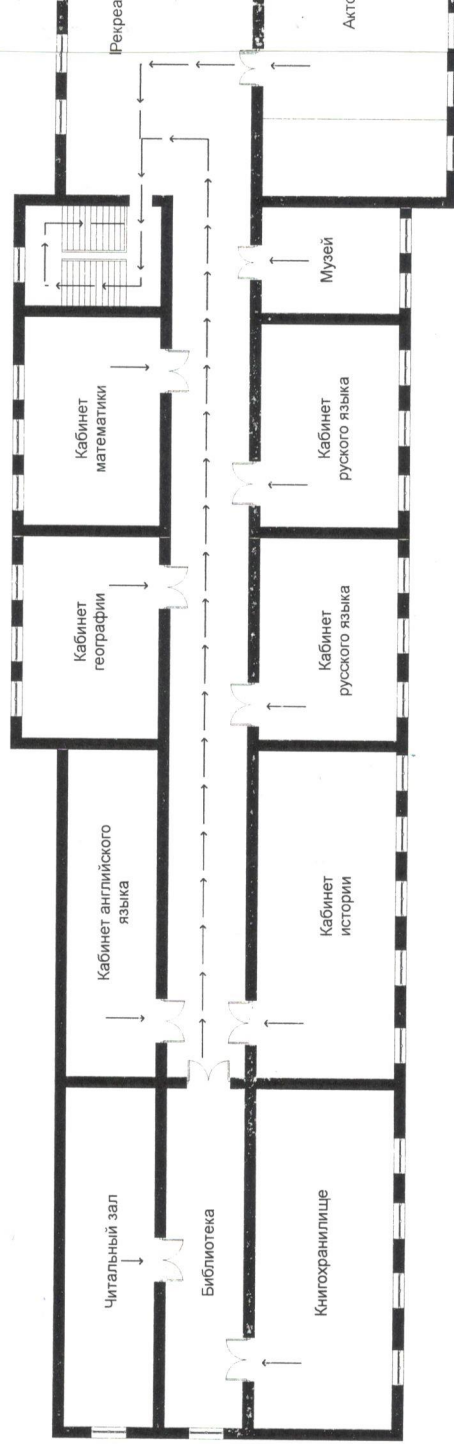 Читальный зал
Кабинет английского
языка
Кабинет
географии
Кабинет
математики
Рекреа
Библиотека
Книгохранилище
Кабинет
истории
Кабинет
русского языка
Кабинет
руского языка
Музей
Акто